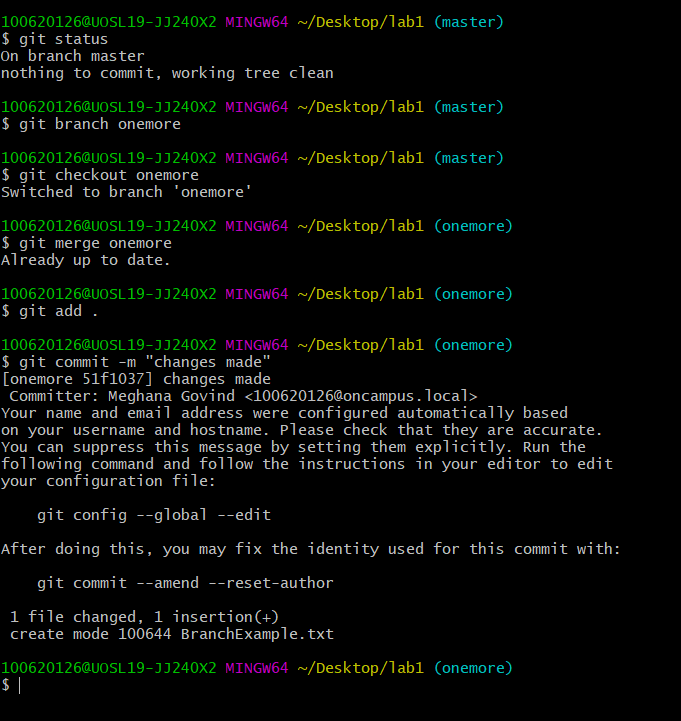 100620126@UOSL19-JJ240X2 MINGW64 ~/Desktop/lab1 (master)
$ git status
On branch master
nothing to commit, working tree clean
100620126@UOSL19-JJ240X2 MINGW64 ~/Desktop/lab1 (master)
$ git branch onemore
100620126@UOSL19-JJ240X2 MINGW64 ~/Desktop/lab1 (master)
$ git checkout onemore
Switched to branch 'onemore'
100620126@UOSL19-JJ240X2 MINGW64 ~/Desktop/lab1 (onemore)
$ git merge onemore
Already up to date.
100620126@UOSL19-JJ240X2 MINGW64 ~/Desktop/lab1 (onemore)
$ git add .
100620126@UOSL19-JJ240X2 MINGW64 ~/Desktop/lab1 (onemore)
$ git commit -m "changes made"
[onemore 51f1037] changes made
 Committer: Meghana Govind <100620126@oncampus.local>
Your name and email address were configured automatically based
on your username and hostname. Please check that they are accurate.
You can suppress this message by setting them explicitly. Run the
following command and follow the instructions in your editor to edit
your configuration file:
    git config --global --edit
After doing this, you may fix the identity used for this commit with:
    git commit --amend --reset-author
 1 file changed, 1 insertion(+)
 create mode 100644 BranchExample.txt
100620126@UOSL19-JJ240X2 MINGW64 ~/Desktop/lab1 (onemore)
$